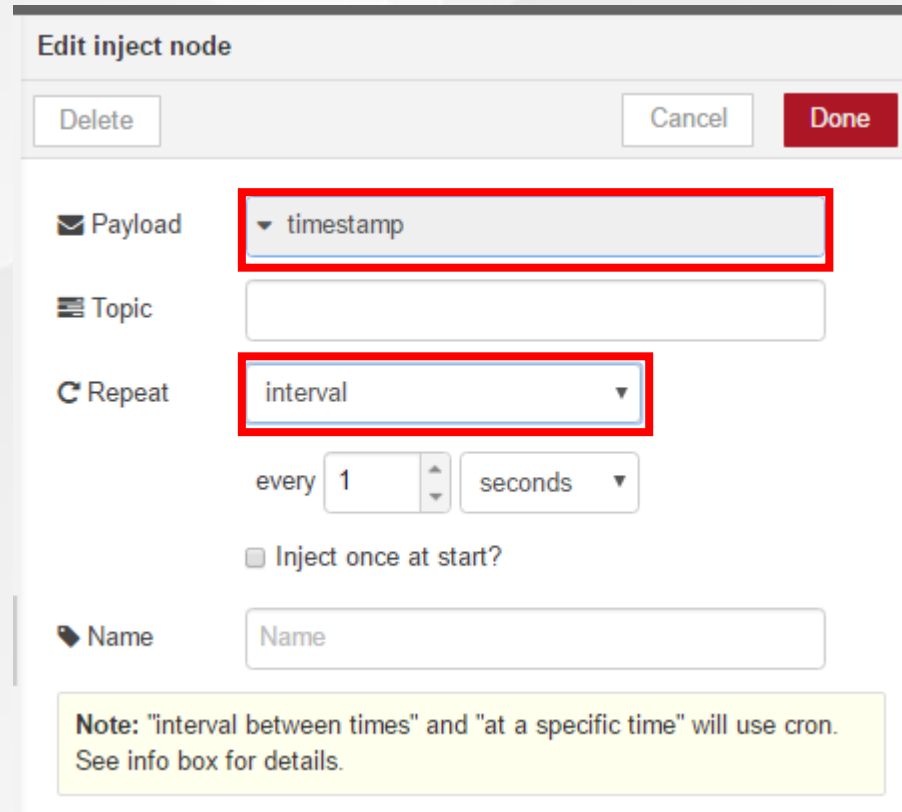 Edit inject node
Delete Cancel Done
Payload timestamp
Topic
Repeat interval
every 1 seconds
Inject once at start?
Name Name
Note: "interval between times" and "at a specific time" will use cron.
See info box for details.